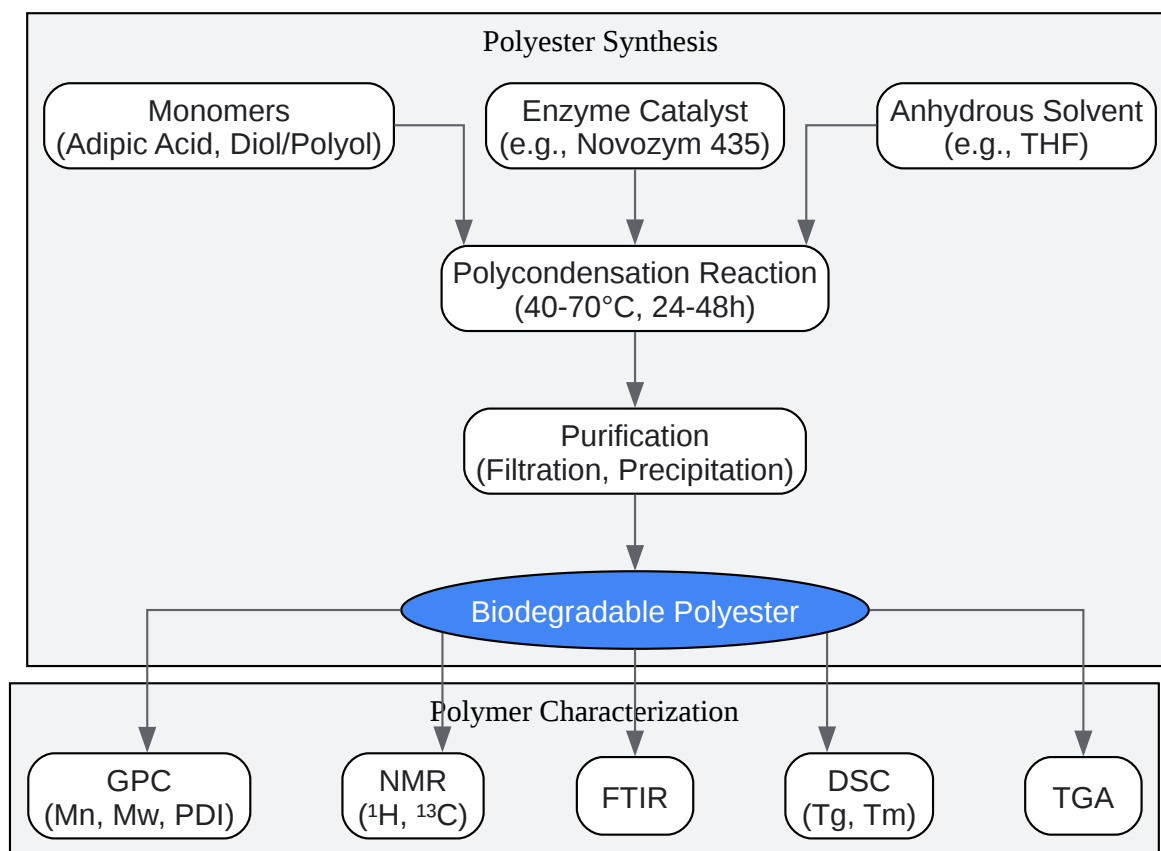 Polyester Synthesis
Monomers
(Adipic Acid, Diol/Polyol)
Enzyme Catalyst
(e.g., Novozym 435)
Anhydrous Solvent
(e.g., THF)
Polycondensation Reaction
(40-70°C, 24-48h)
Purification
(Filtration, Precipitation)
Biodegradable Polyester
Polymer Characterization
GPC
(Mn, Mw, PDI)
NMR
(¹H, ¹³C)
FTIR
DSC
(Tg, Tm)
TGA